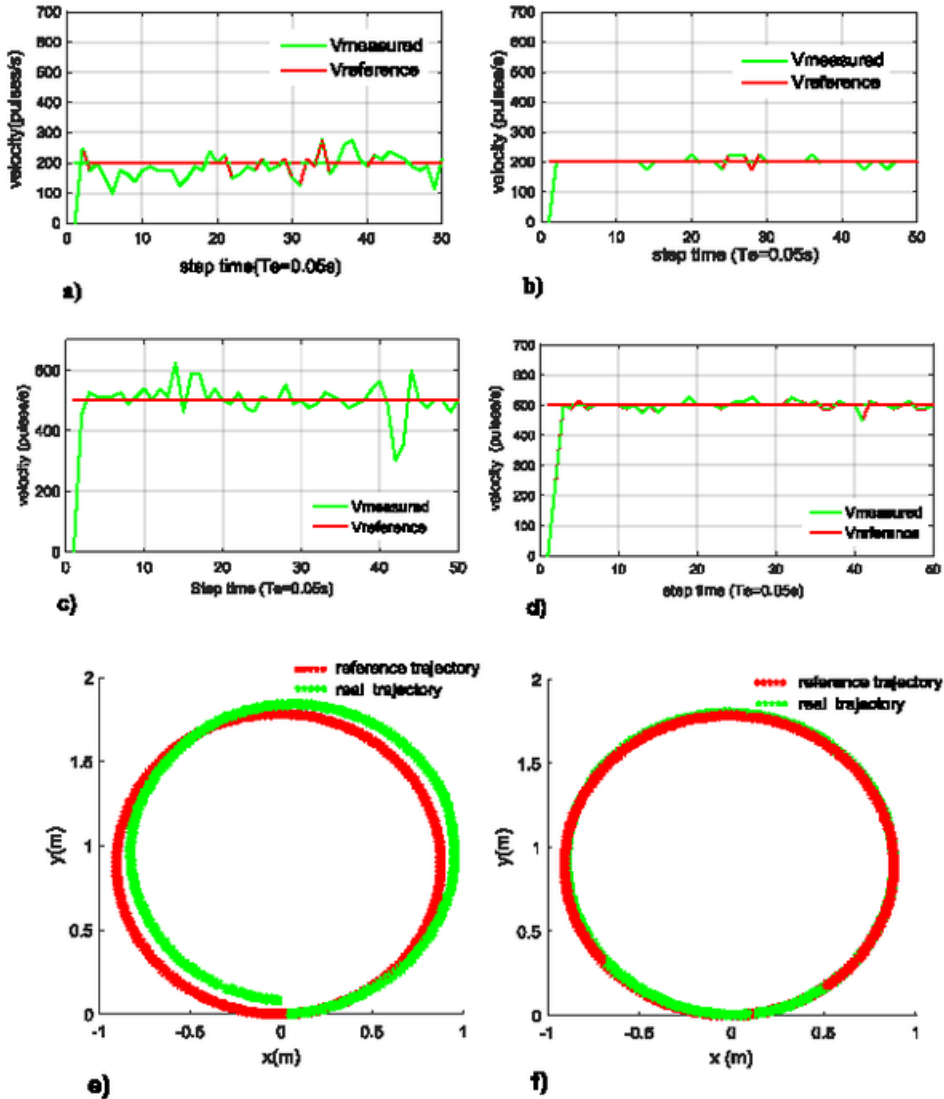 700
600
500
400
300
200
100
0
velocity(pulses/s)
Vmeasured
Vreference
0 10 20 30 40 50
step time(Te=0.05s)
a)
700
600
500
400
300
200
100
0
velocity (pulses/s)
Vmeasured
Vreference
0 10 20 30 40 50
step time (Te=0.05s)
b)
600
400
200
0
velocity (pulses/s)
Vmeasured
Vreference
0 10 20 30 40 50
Step time (Te=0.05s)
c)
700
600
500
400
300
200
100
0
velocity (pulses/s)
Vmeasured
Vreference
0 10 20 30 40 50
step time (Te=0.05s)
d)
reference trajectory
real trajectory
2
1.5
1
0.5
0
y(m)
-1 -0.5 0 0.5 1
x(m)
e)
reference trajectory
real trajectory
2
1.5
1
0.5
0
y(m)
-1 -0.5 0 0.5 1
x (m)
f)